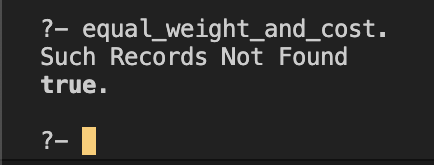 ?- equal_weight_and_cost.
Such Records Not Found
true.
?-